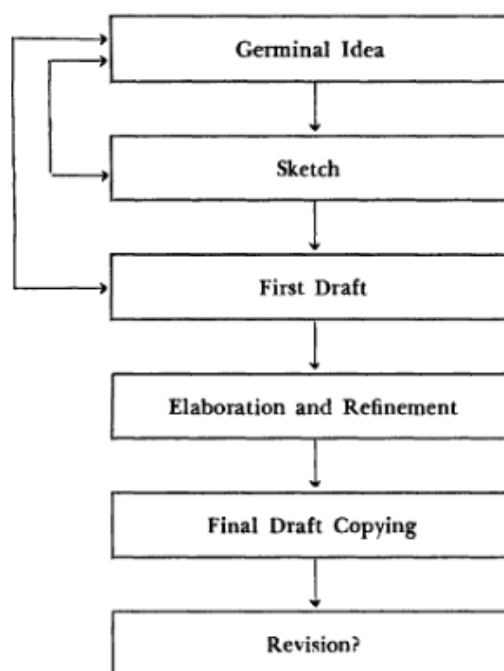 Germinal Idea
Sketch
First Draft
Elaboration and Refinement
Final Draft Copying
Revision?